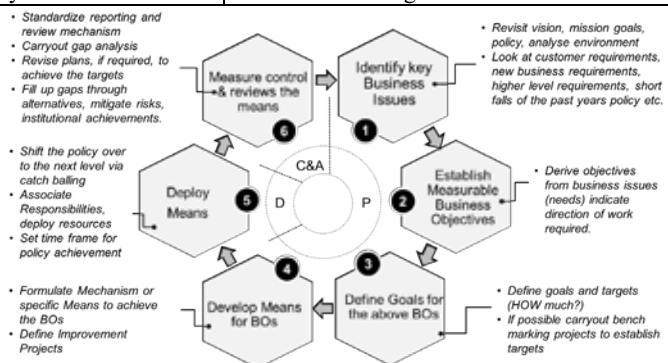 • Standardize reporting and
review mechanism
• Carryout gap analysis
• Revise plans, if required, to
achieve the targets
• Fill up gaps through
alternatives, mitigate risks,
institutional achievements.
Measure control
& reviews the
means
6
Identify key
Business
Issues
1
• Revisit vision, mission goals,
policy, analyse environment
• Look at customer requirements,
new business requirements,
higher level requirements, short
falls of the past years policy etc.
• Shift the policy over
to the next level via
catch balling
• Associate
Responsibilities,
deploy resources
• Set time frame for
policy achievement
Deploy
Means
5
C&A
D
P
2
Establish
Measurable
Business
Objectives
• Derive objectives
from business issues
(needs) indicate
direction of work
required.
• Formulate Mechanism or
specific Means to achieve
the BOs
• Define Improvement
Projects
4
Develop Means
for BOs
3
Define Goals for
the above BOs
• Define goals and targets
(HOW much?)
• If possible carryout bench
marking projects to establish
targets